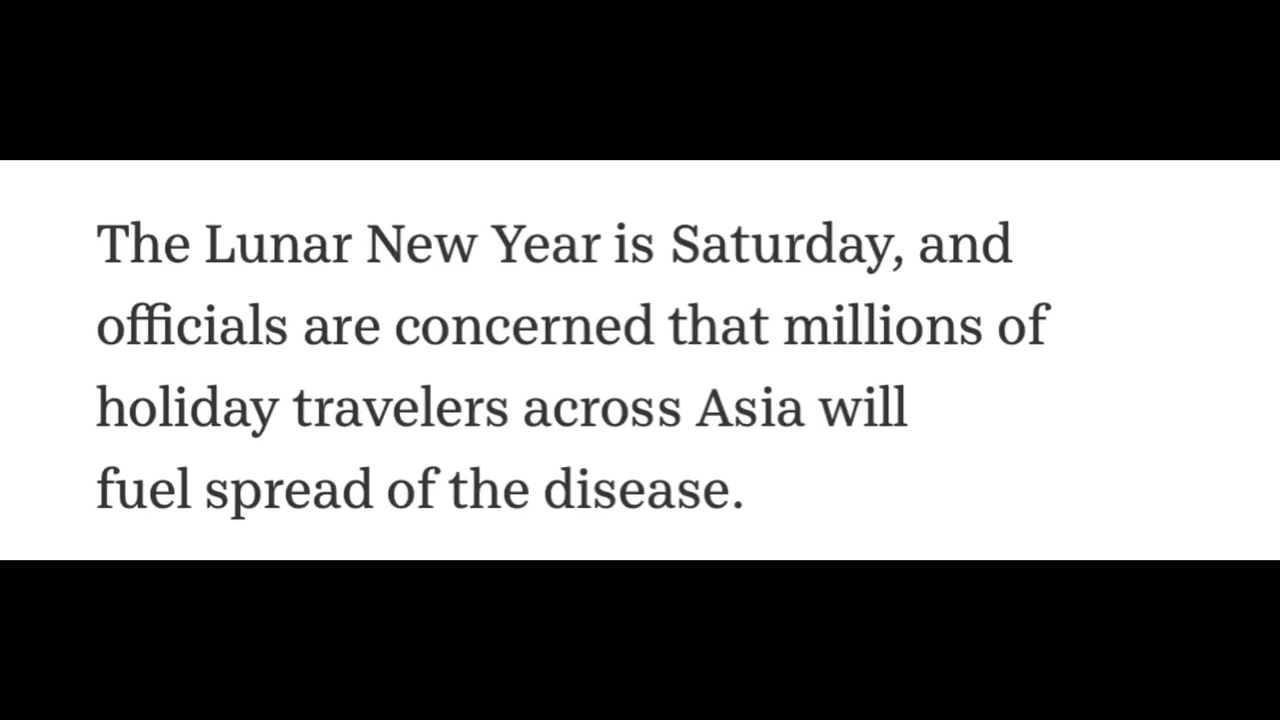 The Lunar New Year is Saturday, and
officials are concerned that millions of
holiday travelers across Asia will
fuel spread of the disease.